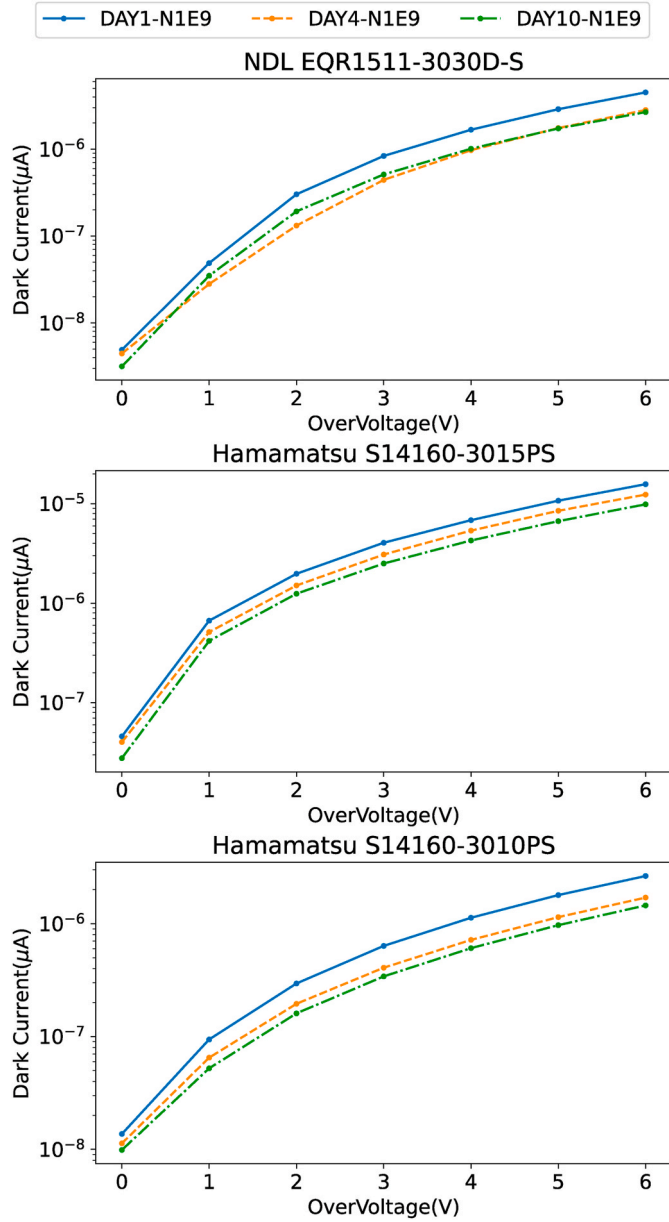 DAY1-N1E9 DAY4-N1E9 DAY10-N1E9
NDL EQR1511-3030D-S
Dark Current(μA)
10⁻⁶
10⁻⁷
10⁻⁸
0 1 2 3 4 5 6
OverVoltage(V)
Hamamatsu S14160-3015PS
Dark Current(μA)
10⁻⁵
10⁻⁶
10⁻⁷
0 1 2 3 4 5 6
OverVoltage(V)
Hamamatsu S14160-3010PS
Dark Current(μA)
10⁻⁶
10⁻⁷
10⁻⁸
0 1 2 3 4 5 6
OverVoltage(V)